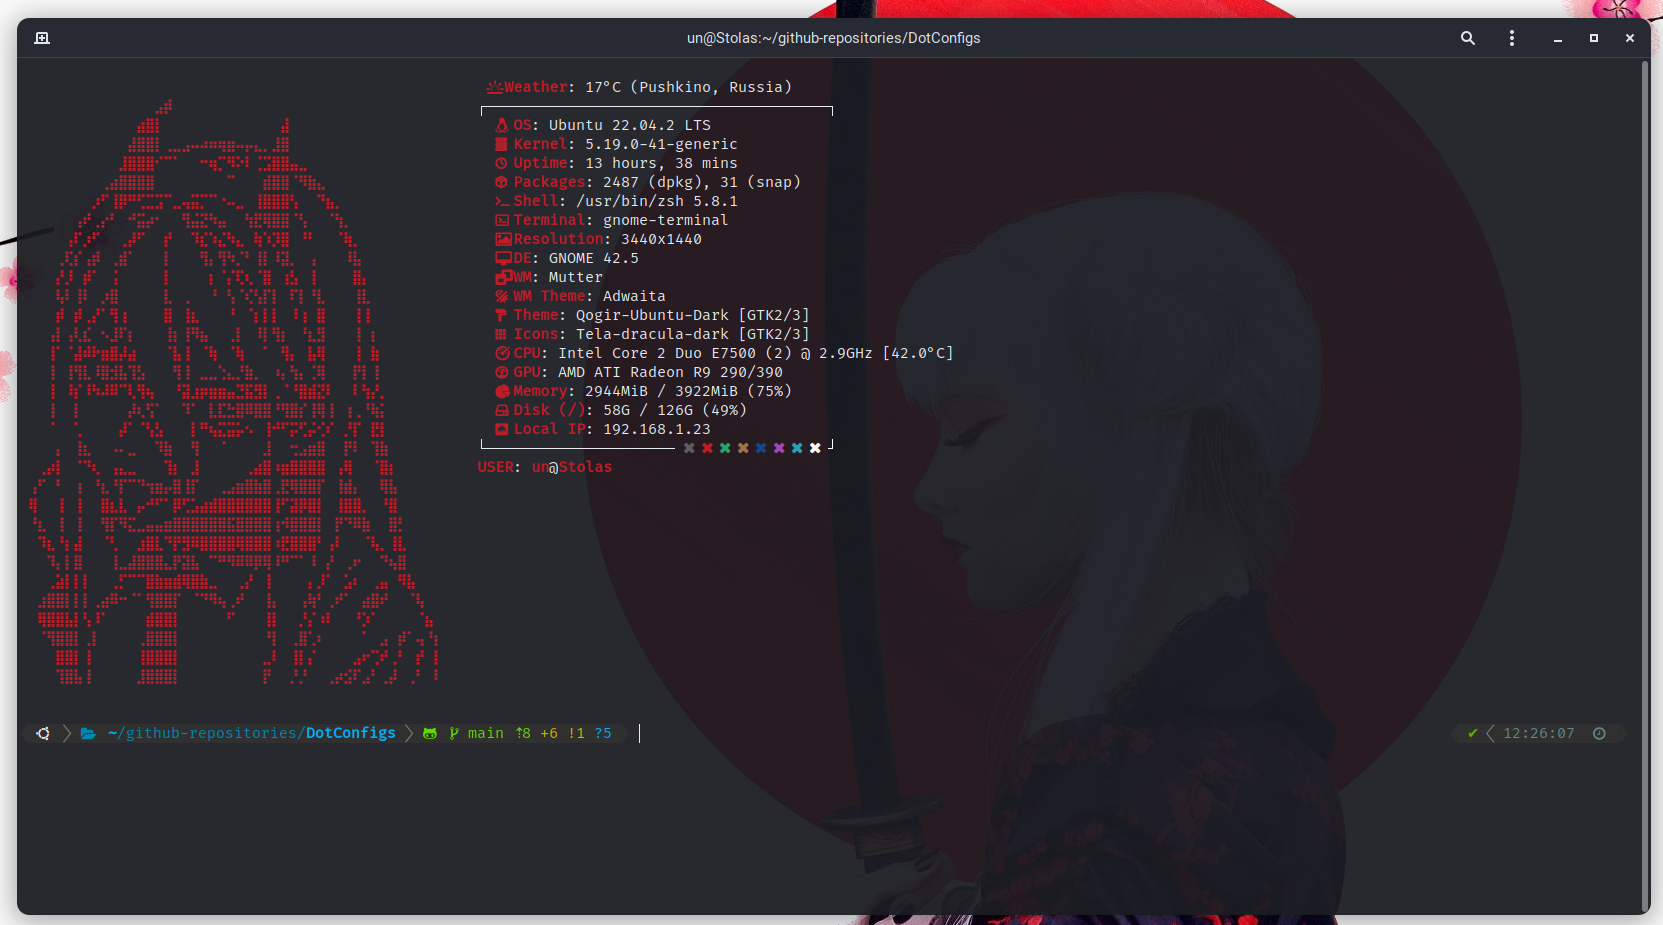 un@Stolas:~/github-repositories/DotConfigs
Weather: 17°C (Pushkino, Russia)
OS: Ubuntu 22.04.2 LTS
Kernel: 5.19.0-41-generic
Uptime: 13 hours, 38 mins
Packages: 2487 (dpkg), 31 (snap)
Shell: /usr/bin/zsh 5.8.1
Terminal: gnome-terminal
Resolution: 3440x1440
DE: GNOME 42.5
WM: Mutter
WM Theme: Adwaita
Theme: Qogir-Ubuntu-Dark [GTK2/3]
Icons: Tela-dracula-dark [GTK2/3]
CPU: Intel Core 2 Duo E7500 (2) @ 2.9GHz [42.0°C]
GPU: AMD ATI Radeon R9 290/390
Memory: 2944MiB / 3922MiB (75%)
Disk (/): 58G / 126G (49%)
Local IP: 192.168.1.23
USER: un@Stolas
~/github-repositories/DotConfigs main ⇡8 +6 !1 ?5 ✔ 12:26:07